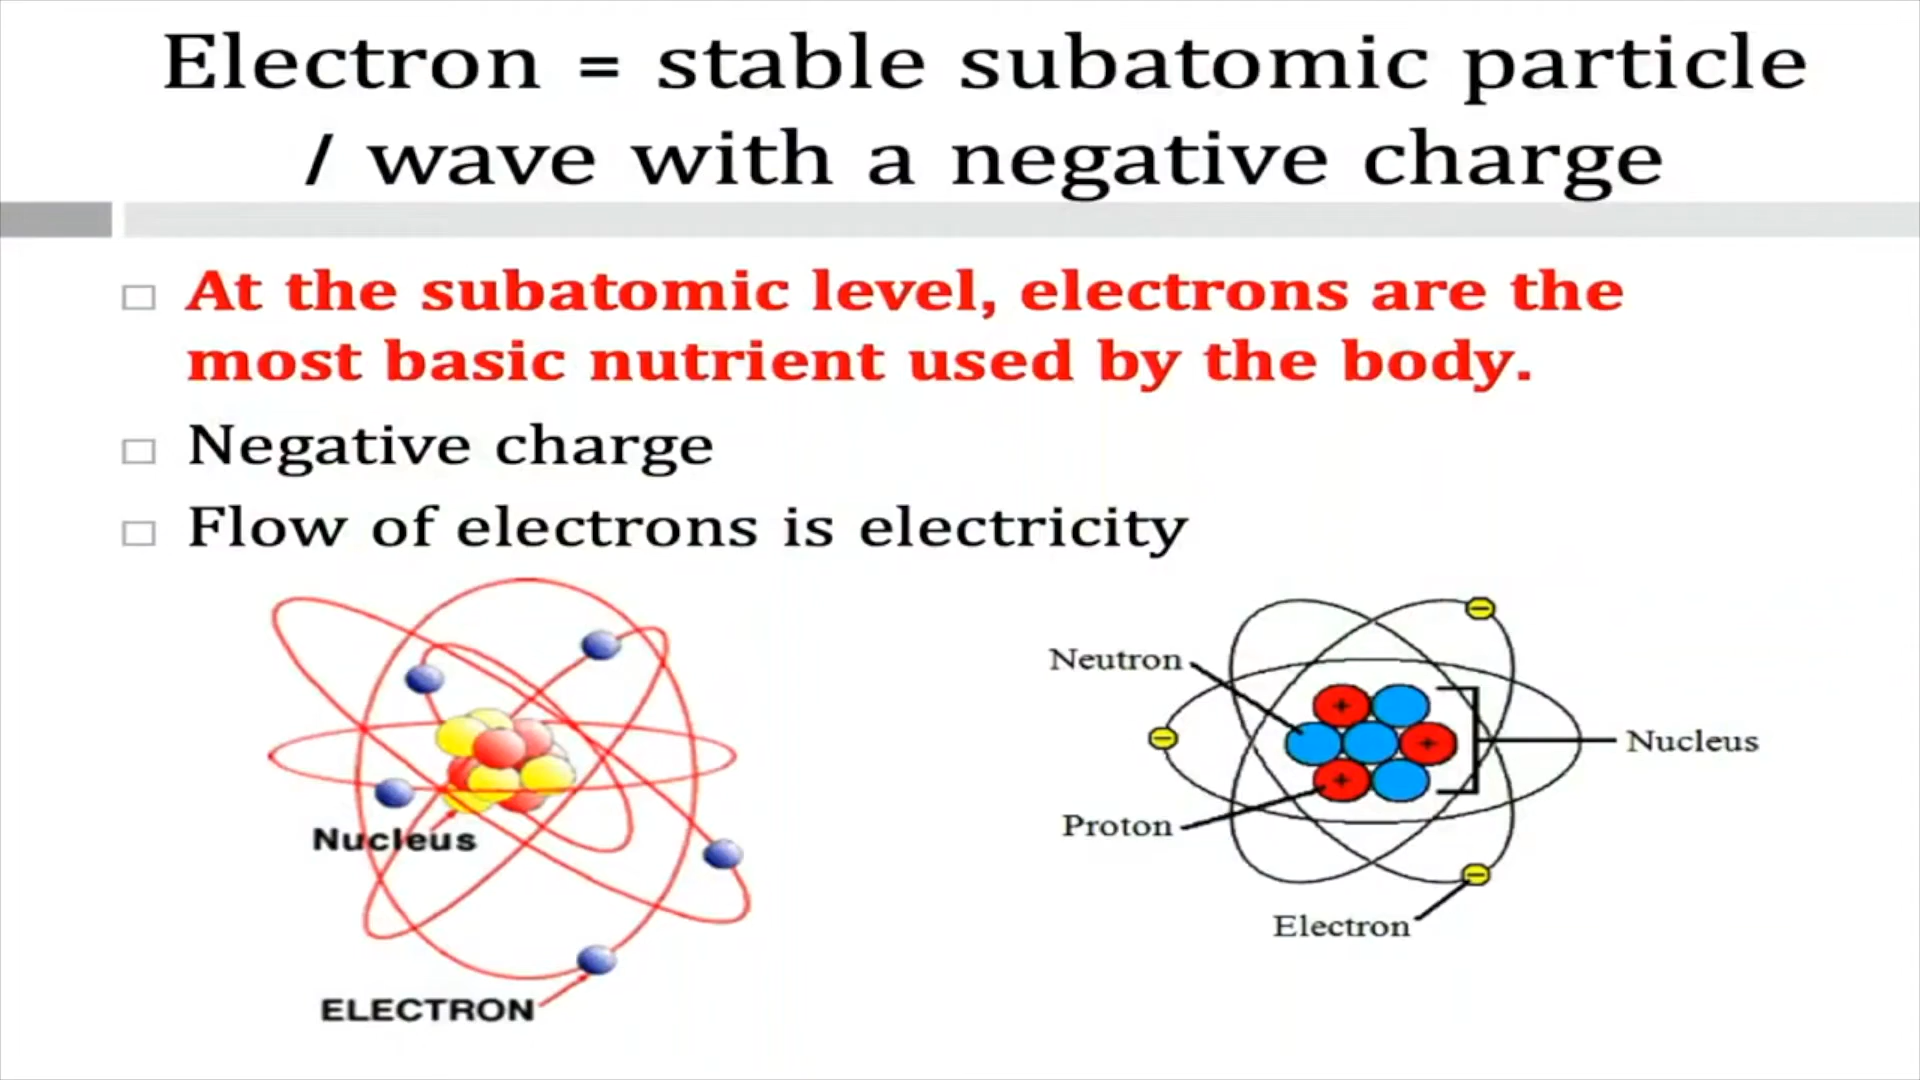 Electron = stable subatomic particle
/ wave with a negative charge
At the subatomic level, electrons are the
most basic nutrient used by the body.
Negative charge
Flow of electrons is electricity
Nucleus
ELECTRON
Neutron
+
+
+
Proton
Nucleus
Electron
−
−
−